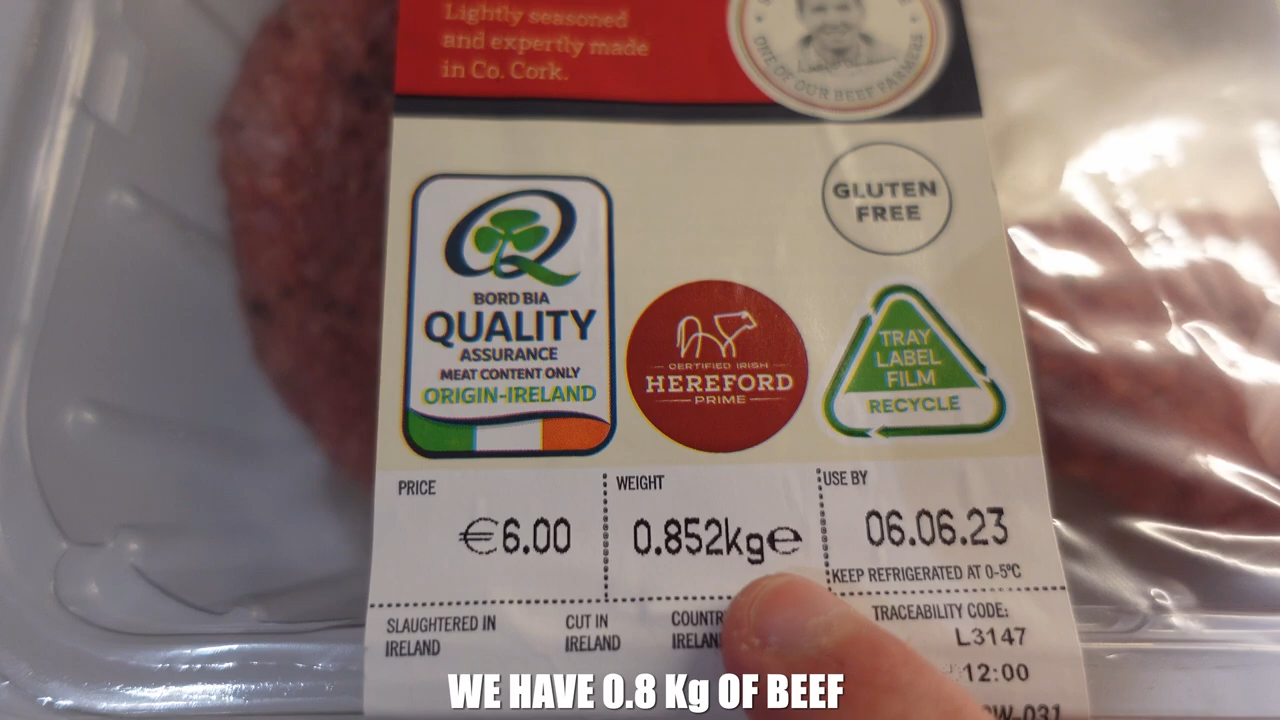 Lightly seasoned
and expertly made
in Co. Cork.
ONE OF OUR BEEF FARMERS
GLUTEN
FREE
BORD BIA
QUALITY
ASSURANCE
MEAT CONTENT ONLY
ORIGIN-IRELAND
CERTIFIED IRISH
HEREFORD
PRIME
TRAY
LABEL
FILM
RECYCLE
PRICE
€6.00
WEIGHT
0.852kge
USE BY
06.06.23
KEEP REFRIGERATED AT 0-5ºC
SLAUGHTERED IN
IRELAND
CUT IN
IRELAND
TRACEABILITY CODE:
L3147
12:00
WE HAVE 0.8 Kg OF BEEF